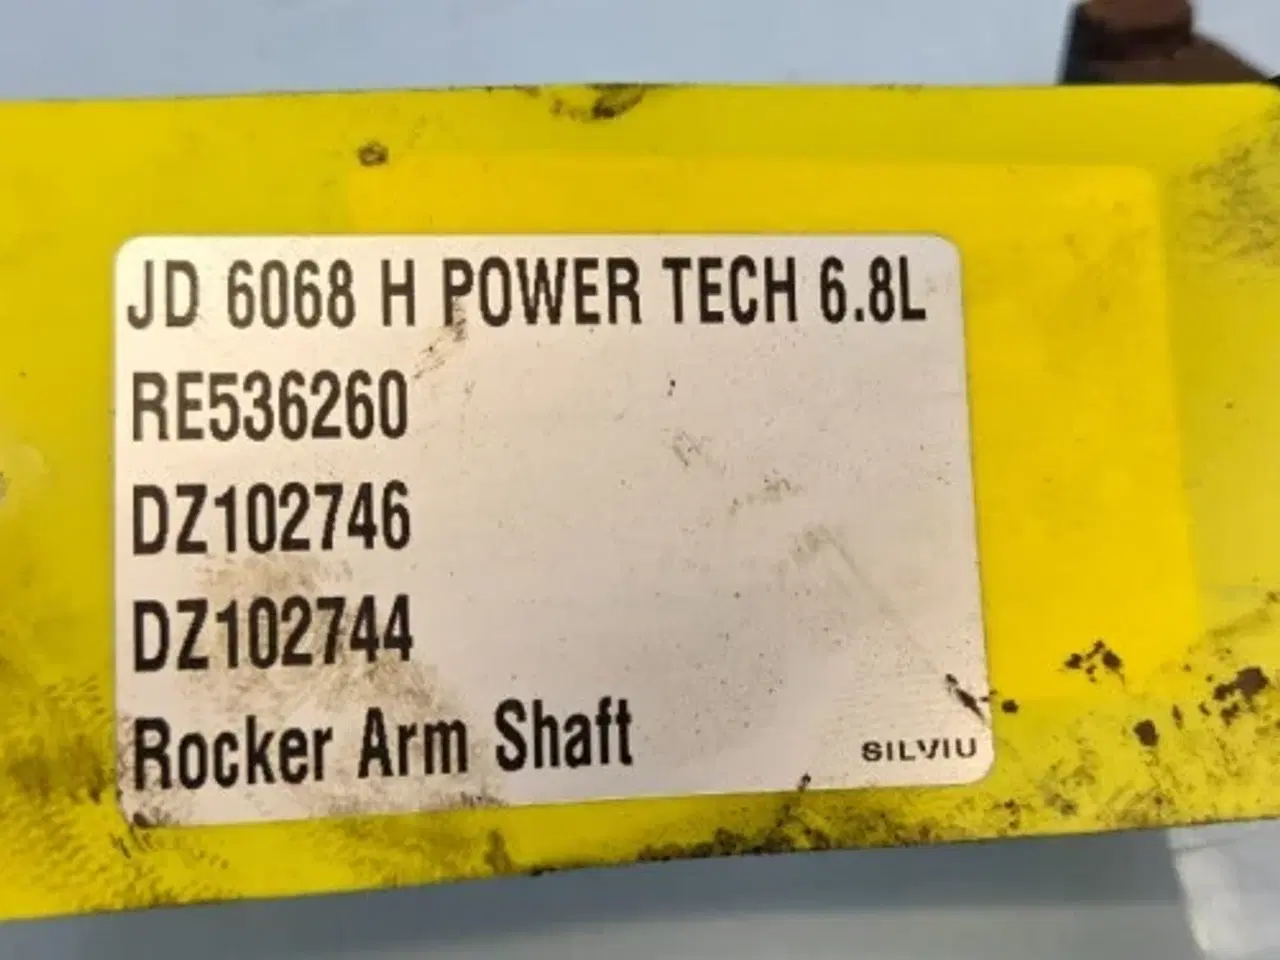 JD 6068 H POWER TECH 6.8L
RE536260
DZ102746
DZ102744
Rocker Arm Shaft
SILVIU